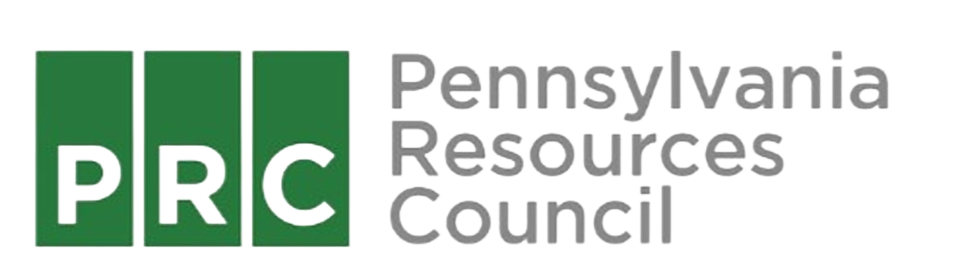 PRC
Pennsylvania
Resources
Council